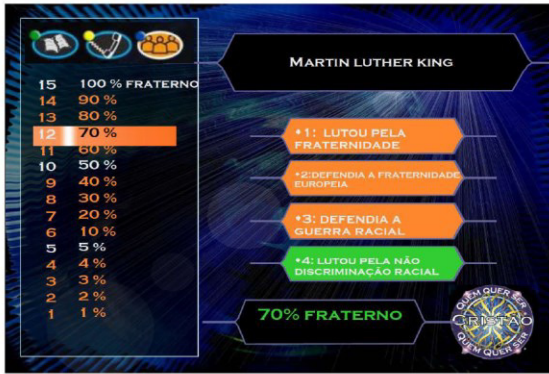 15 100 % FRATERNO
14 90 %
13 80 %
12 70 %
11 60 %
10 50 %
9 40 %
8 30 %
7 20 %
6 10 %
5 5 %
4 4 %
3 3 %
2 2 %
1 1 %
MARTIN LUTHER KING
•1: LUTOU PELA
FRATERNIDADE
•2:DEFENDIA A FRATERNIDADE
EUROPEIA
•3: DEFENDIA A
GUERRA RACIAL
•4: LUTOU PELA NÃO
DISCRIMINAÇÃO RACIAL
70% FRATERNO
QUEM QUER SER
CRISTÃO
QUEM QUER SER